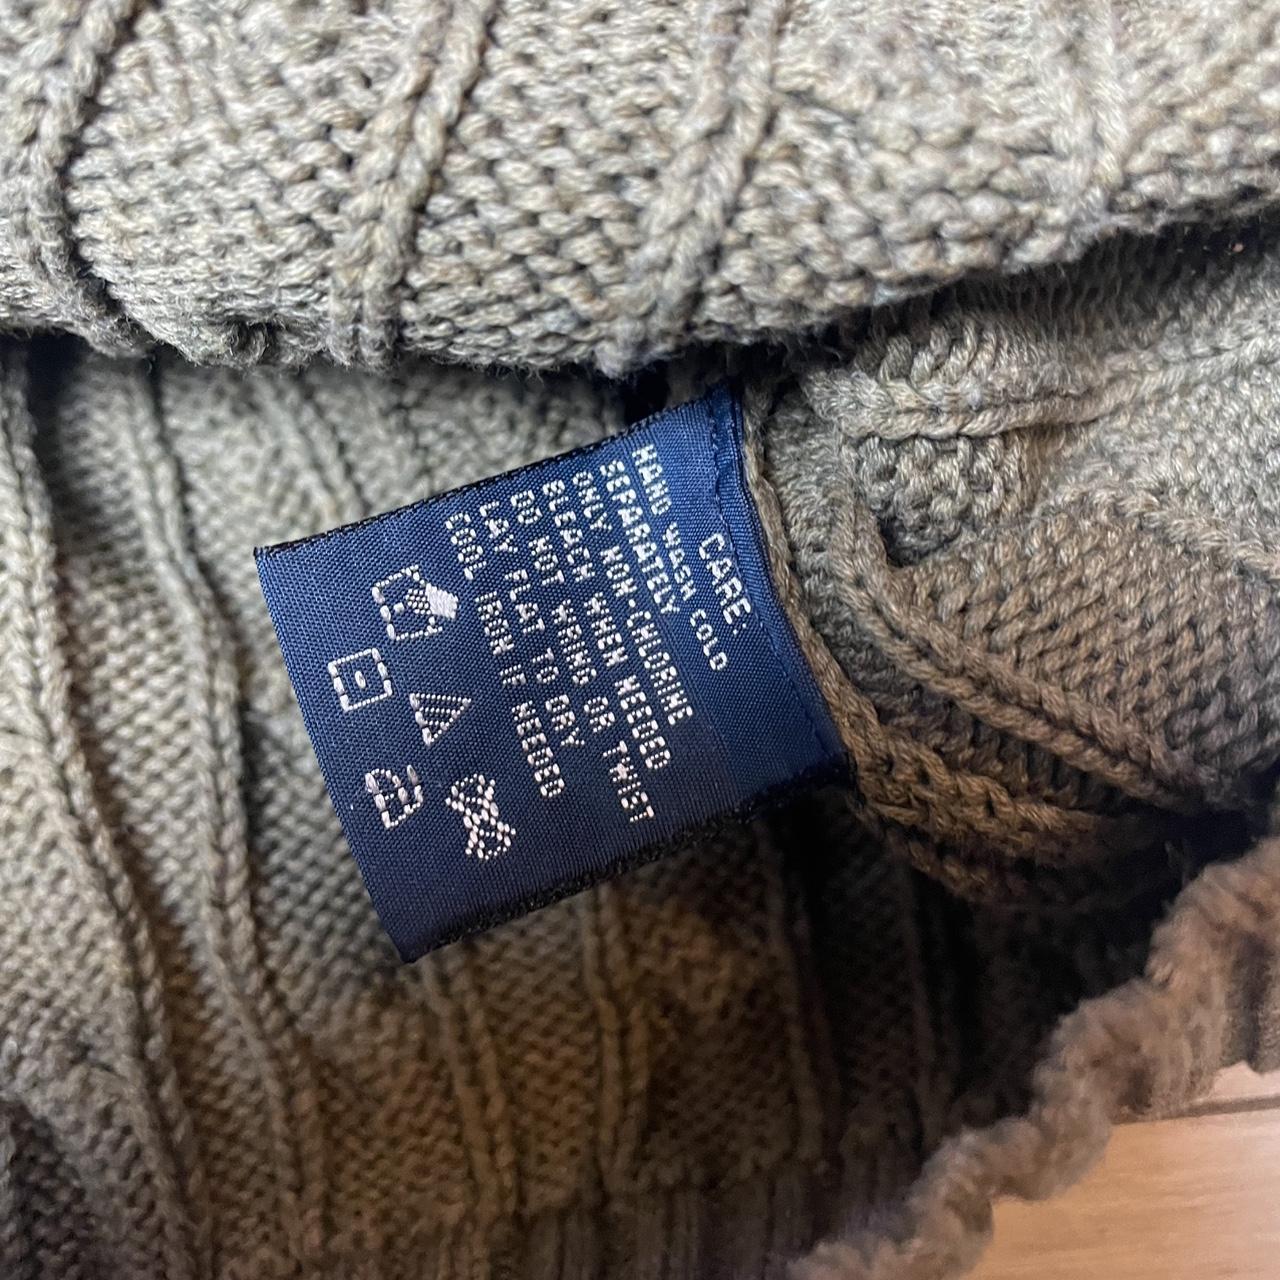 CARE:
HAND WASH COLD
SEPARATELY
ONLY NON-CHLORINE
BLEACH WHEN NEEDED
DO NOT WRING OR TWIST
LAY FLAT TO DRY
COOL IRON IF NEEDED